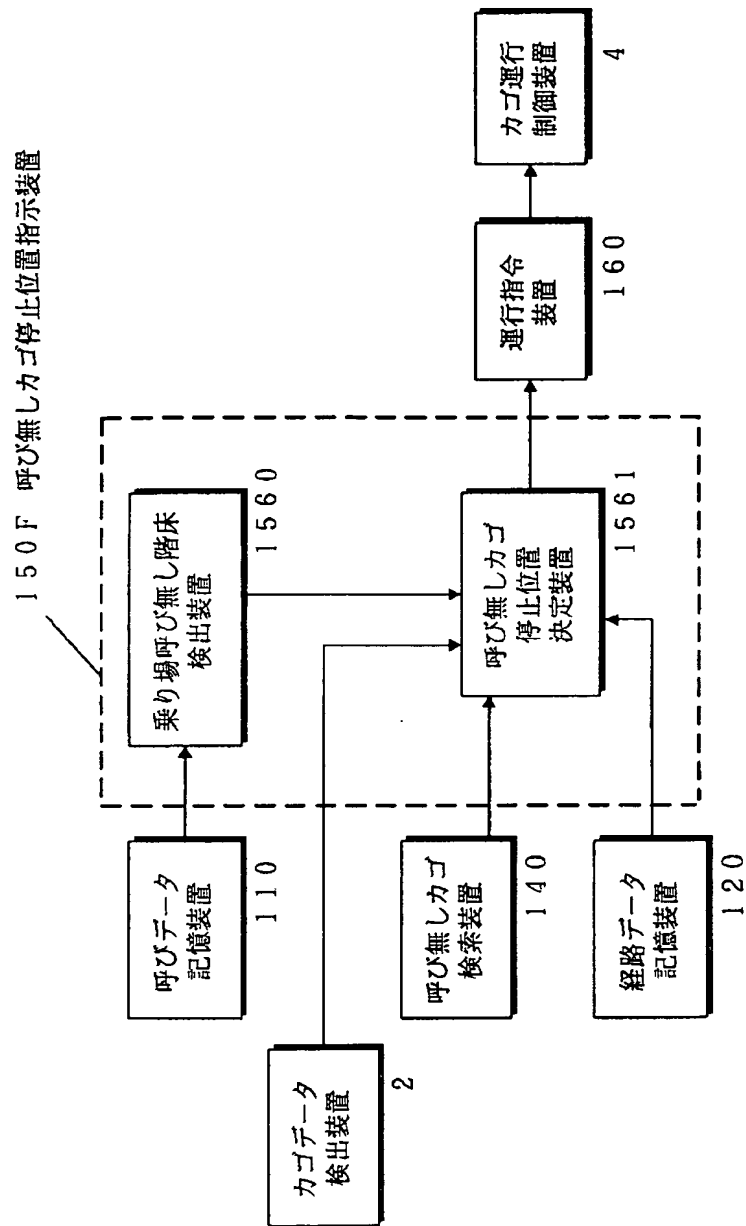 150F 呼び無しカゴ停止位置指示装置
カゴデータ
検出装置
2
呼びデータ
記憶装置
110
呼び無しカゴ
検索装置
140
経路データ
記憶装置
120
乗り場呼び無し階床
検出装置
1560
呼び無しカゴ
停止位置
決定装置
1561
運行指令
装置
160
カゴ運行
制御装置
4